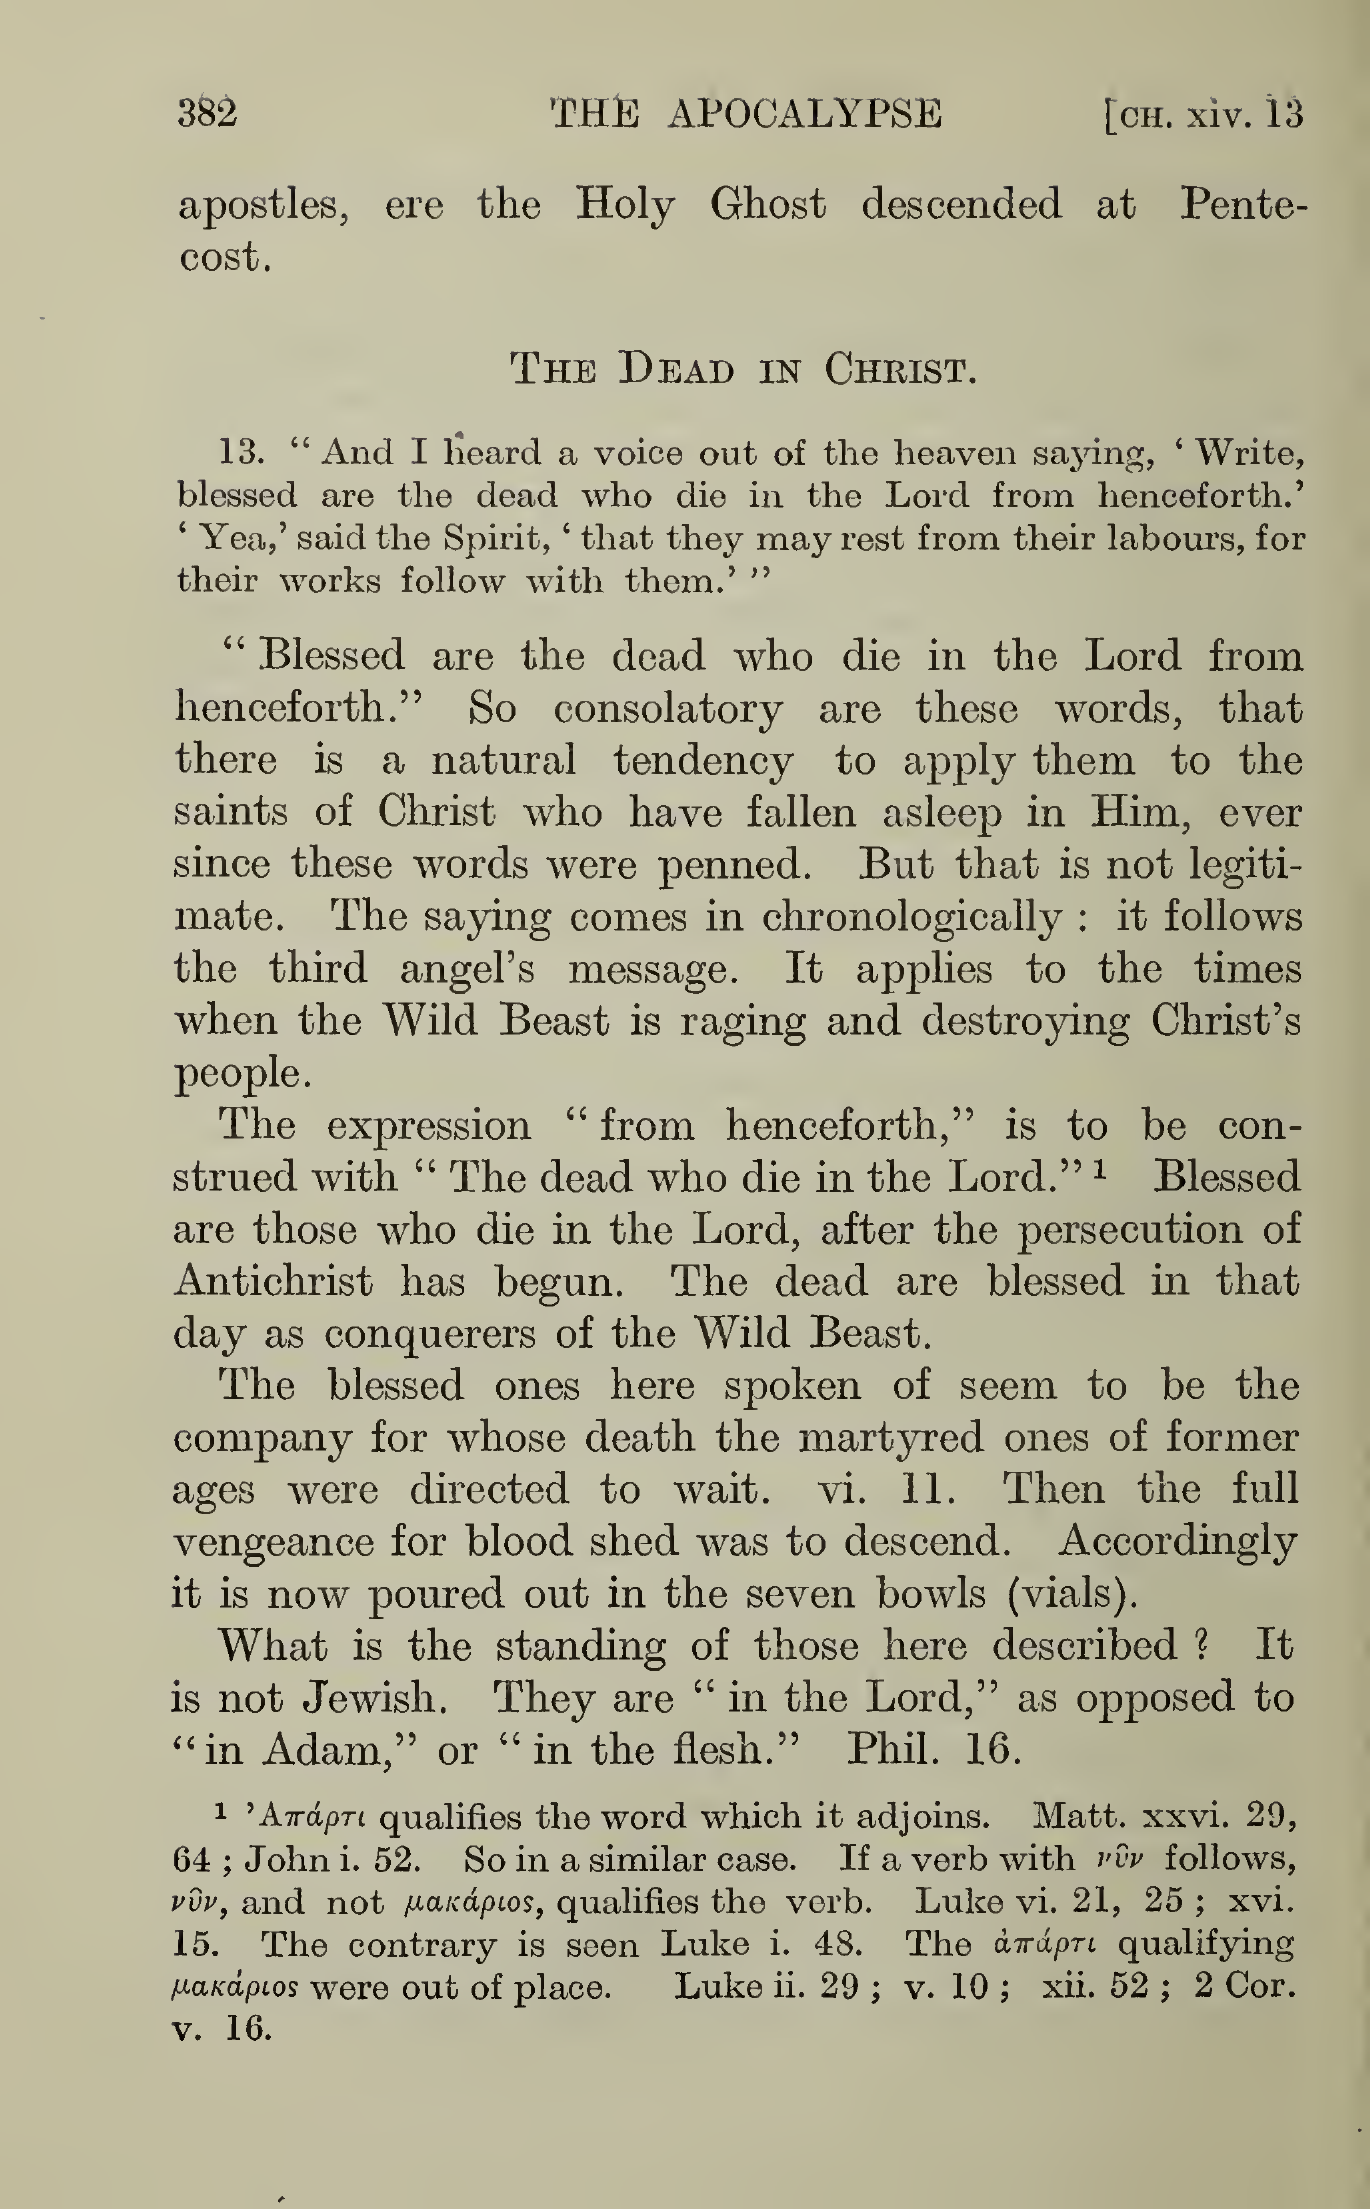 382 THE APOCALYPSE [CH. xiv. 13
apostles, ere the Holy Ghost descended at Pente-
cost.
THE DEAD IN CHRIST.
13. “ And I heard a voice out of the heaven saying, ‘ Write,
blessed are the dead who die in the Lord from henceforth.’
‘ Yea,’ said the Spirit, ‘ that they may rest from their labours, for
their works follow with them.’ ”
“ Blessed are the dead who die in the Lord from
henceforth.” So consolatory are these words, that
there is a natural tendency to apply them to the
saints of Christ who have fallen asleep in Him, ever
since these words were penned. But that is not legiti-
mate. The saying comes in chronologically : it follows
the third angel’s message. It applies to the times
when the Wild Beast is raging and destroying Christ’s
people.
The expression “ from henceforth,” is to be con-
strued with “ The dead who die in the Lord.” ¹ Blessed
are those who die in the Lord, after the persecution of
Antichrist has begun. The dead are blessed in that
day as conquerers of the Wild Beast.
The blessed ones here spoken of seem to be the
company for whose death the martyred ones of former
ages were directed to wait. vi. 11. Then the full
vengeance for blood shed was to descend. Accordingly
it is now poured out in the seven bowls (vials).
What is the standing of those here described ? It
is not Jewish. They are “ in the Lord,” as opposed to
“ in Adam,” or “ in the flesh.” Phil. 16.
¹ ’Απάρτι qualifies the word which it adjoins. Matt. xxvi. 29,
64 ; John i. 52. So in a similar case. If a verb with νῦν follows,
νῦν, and not μακάριος, qualifies the verb. Luke vi. 21, 25 ; xvi.
15. The contrary is seen Luke i. 48. The ἀπάρτι qualifying
μακάριος were out of place. Luke ii. 29 ; v. 10 ; xii. 52 ; 2 Cor.
v. 16.